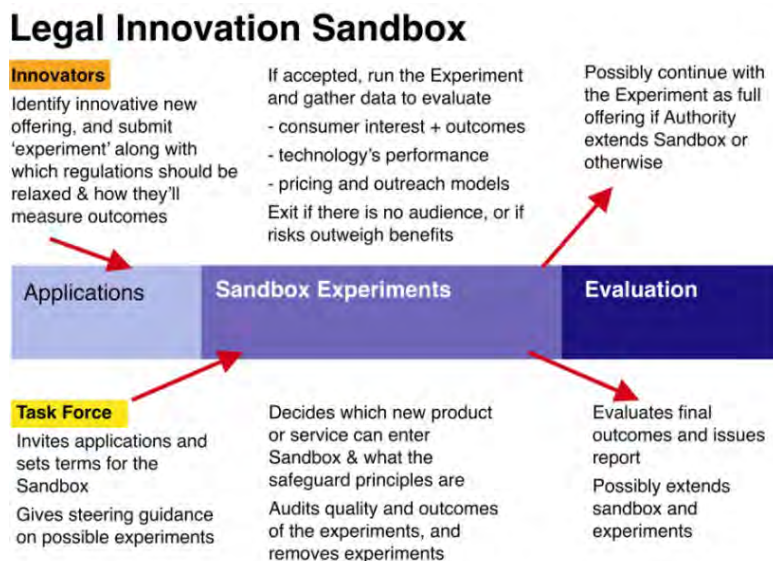 Legal Innovation Sandbox
Innovators
Identify innovative new
offering, and submit
‘experiment’ along with
which regulations should be
relaxed & how they’ll
measure outcomes
If accepted, run the Experiment
and gather data to evaluate
- consumer interest + outcomes
- technology’s performance
- pricing and outreach models
Exit if there is no audience, or if
risks outweigh benefits
Possibly continue with
the Experiment as full
offering if Authority
extends Sandbox or
otherwise
Applications
Sandbox Experiments
Evaluation
Task Force
Invites applications and
sets terms for the
Sandbox
Gives steering guidance
on possible experiments
Decides which new product
or service can enter
Sandbox & what the
safeguard principles are
Audits quality and outcomes
of the experiments, and
removes experiments
Evaluates final
outcomes and issues
report
Possibly extends
sandbox and
experiments